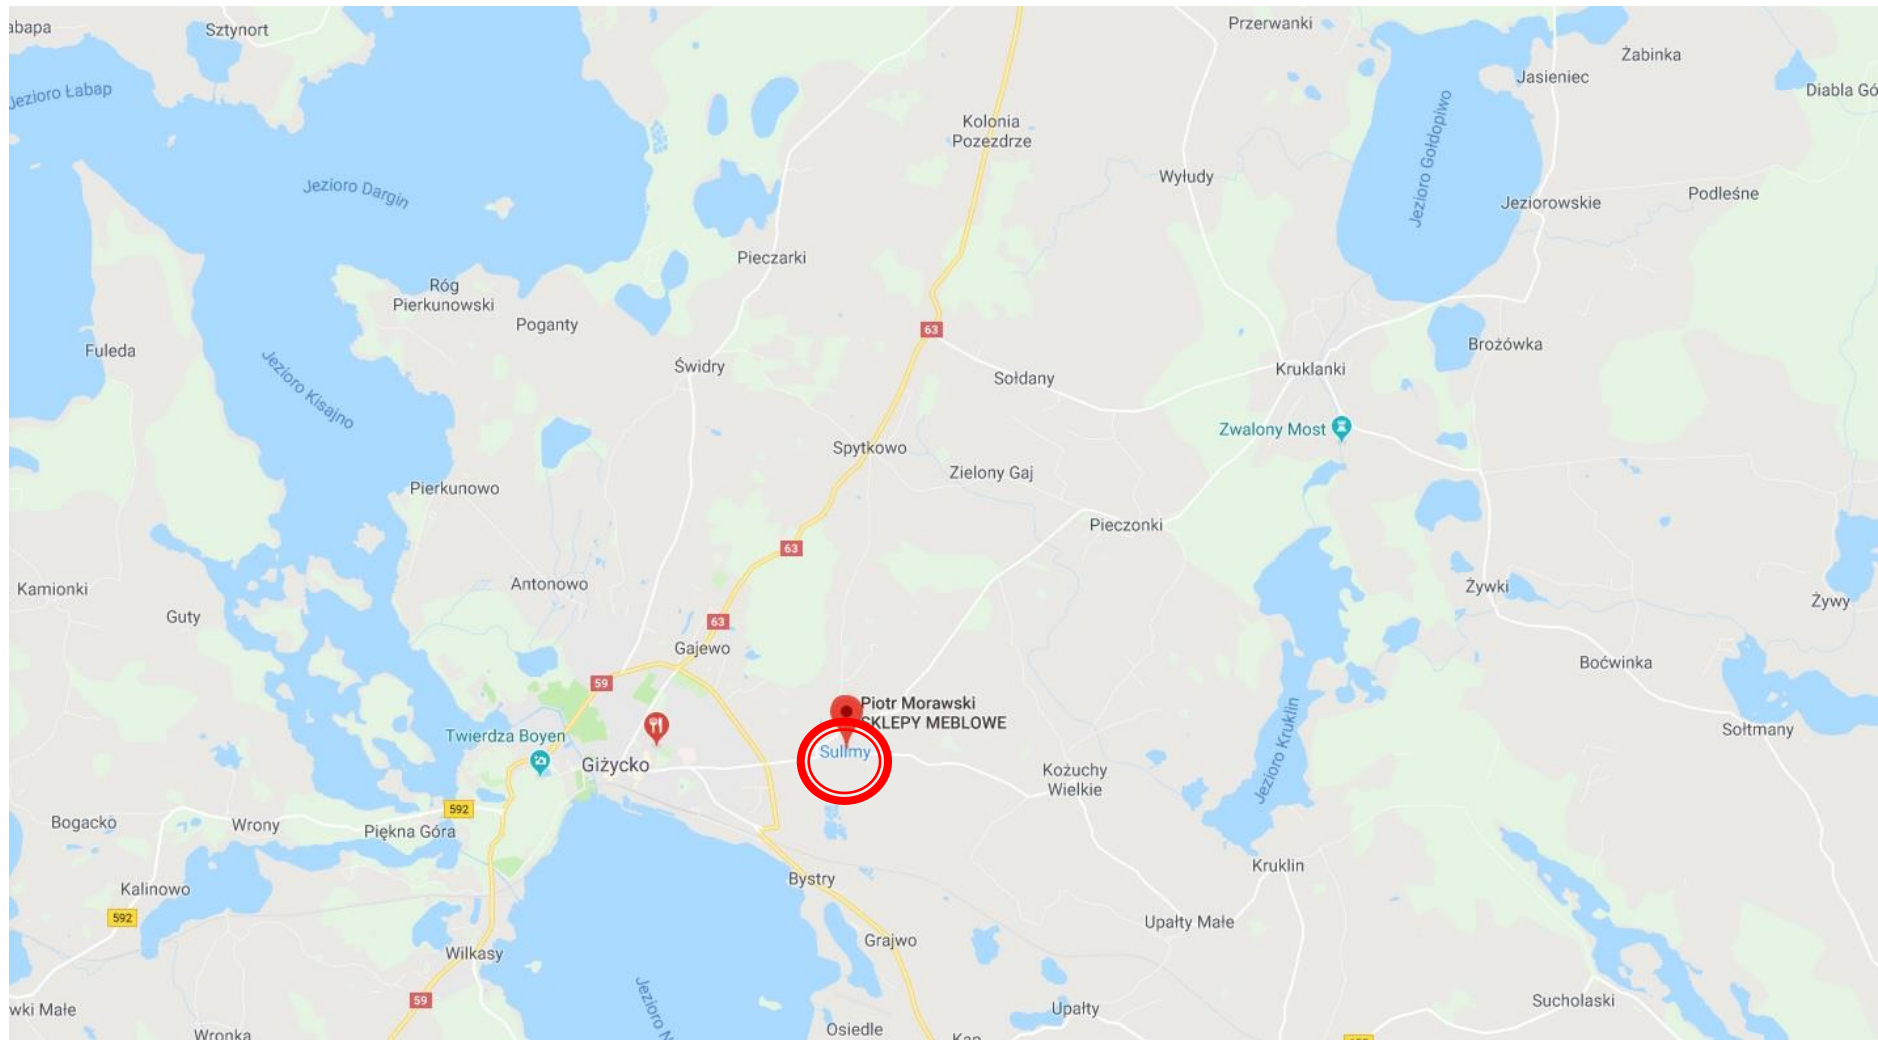 abapa
Sztynort
Przerwanki
Żabinka
Jasieniec
Diabla Gó
Jezioro Łabap
Kolonia
Pozezdrze
Jezioro Gołdopiwo
Wyłudy
Jezioro Dargin
Podleśne
Jeziorowskie
Pieczarki
Róg
Pierkunowski
Poganty
63
Fuleda
Brożówka
Świdry
Sołdany
Kruklanki
Jezioro Kisajno
Zwalony Most
Spytkowo
Zielony Gaj
Pierkunowo
Pieczonki
63
Kamionki
Antonowo
Żywki
Żywy
Guty
63
Gajewo
Boćwinka
59
Piotr Morawski
SKLEPY MEBLOWE
Sołtmany
Twierdza Boyen
Sulimy
Giżycko
Jezioro Kruklin
Kożuchy
Wielkie
592
Bogacko
Wrony
Piękna Góra
Kruklin
Bystry
Kalinowo
592
Upałty Małe
Grajwo
Wilkasy
59
Jezioro
Sucholaski
wki Małe
Upałty
Osiedle
Wronka